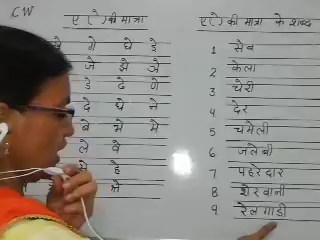 CW
ए ( े ) की मात्रा
गे घे ङे
जे झे ञे
डे ढे णे
दे धे ने
बे भे मे
ले वे
हे
ए ( े ) की मात्रा के शब्द
1 सेब
2 केला
3 चेरी
4 देर
5 चमेली
6 जलेबी
7 पहरेदार
8 शेरवानी
9 रेलगाडी